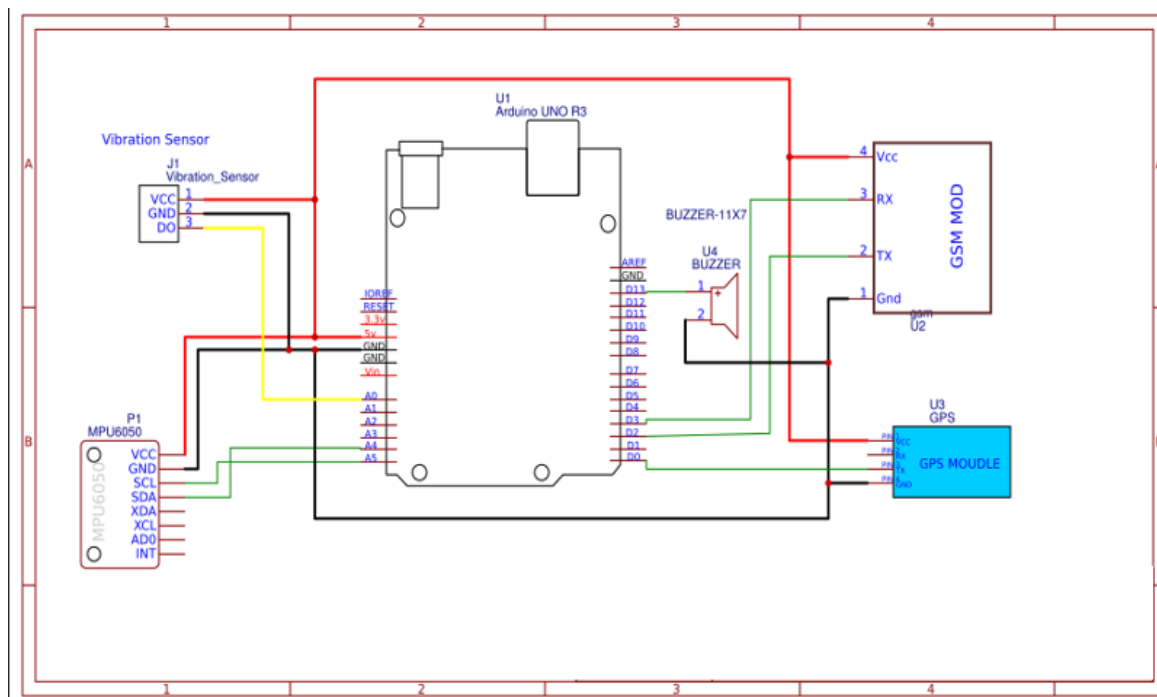 1 2 3 4
A
B
Vibration Sensor
J1
Vibration_Sensor
VCC 1
GND 2
DO 3
U1
Arduino UNO R3
IOREF
RESET
3.3v
5v
GND
GND
Vin
A0
A1
A2
A3
A4
A5
AREF
GND
D13
D12
D11
D10
D9
D8
D7
D6
D5
D4
D3
D2
D1
D0
BUZZER-11X7
U4
BUZZER
1 +
2
4 Vcc
3 RX
2 TX
1 Gnd
GSM MOD
gsm
U2
P1
MPU6050
MPU6050
VCC
GND
SCL
SDA
XDA
XCL
AD0
INT
U3
GPS
VCC
RX
TX
GND
GPS MOUDLE
1 2 3 4